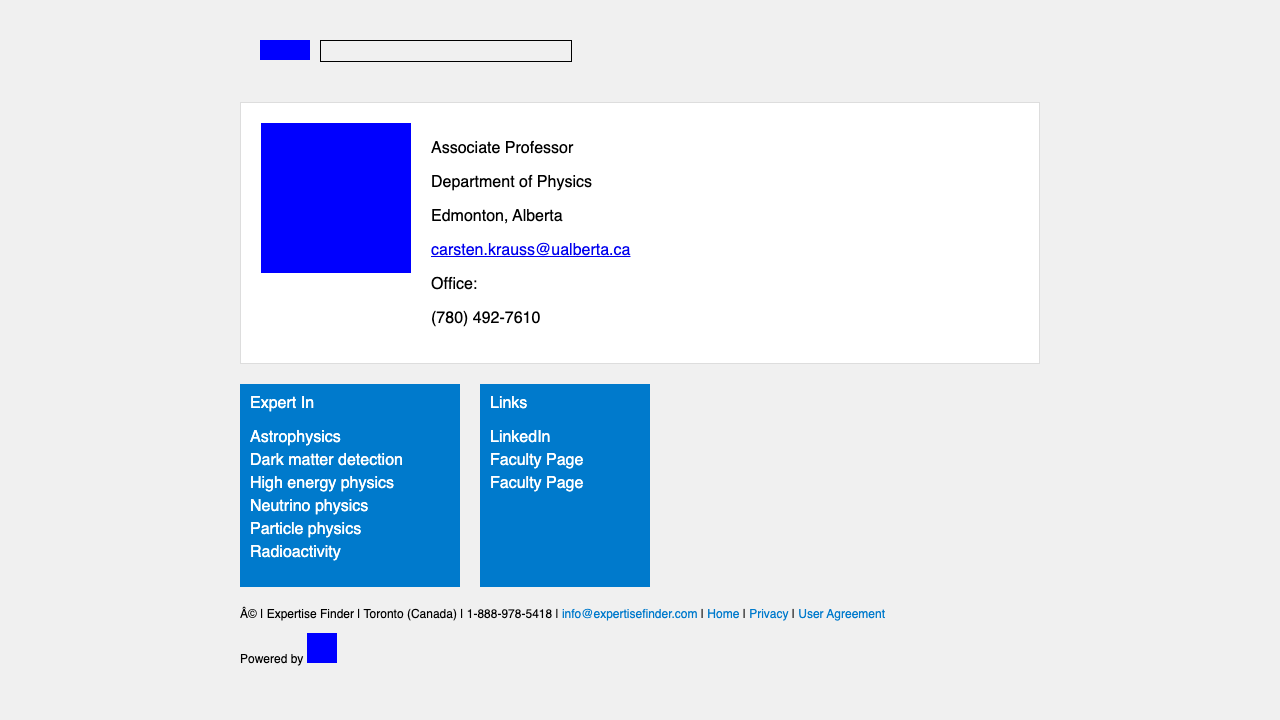 Associate Professor
Department of Physics
Edmonton, Alberta
carsten.krauss@ualberta.ca
Office:
(780) 492-7610
Expert In
Astrophysics
Dark matter detection
High energy physics
Neutrino physics
Particle physics
Radioactivity
Links
LinkedIn
Faculty Page
Faculty Page
Â© | Expertise Finder | Toronto (Canada) | 1-888-978-5418 | info@expertisefinder.com | Home | Privacy | User Agreement
Powered by